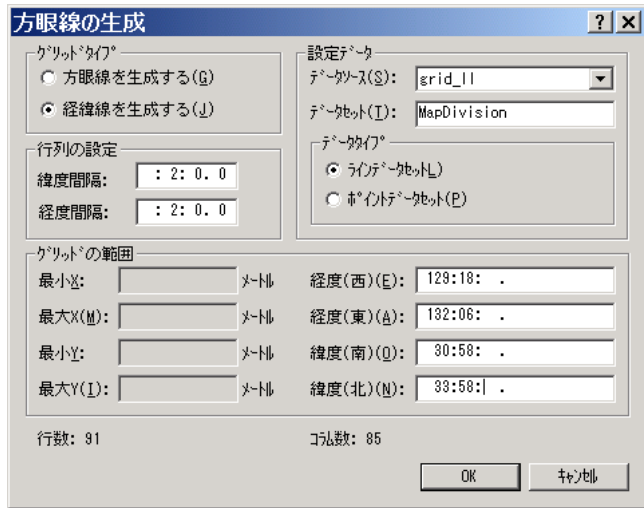 方眼線の生成
グリッドタイプ
方眼線を生成する(G)
経緯線を生成する(J)
設定データ
データソース(S): grid_ll
データセット(T): MapDivision
データタイプ
ラインデータセットL)
ポイントデータセット(P)
行列の設定
緯度間隔: : 2: 0. 0
経度間隔: : 2: 0. 0
グリッドの範囲
最小X: メートル
最大X(M): メートル
最小Y: メートル
最大Y(I): メートル
経度(西)(E): 129:18: .
経度(東)(A): 132:06: .
緯度(南)(O): 30:58: .
緯度(北)(N): 33:58: .
行数: 91
コラム数: 85
OK
キャンセル